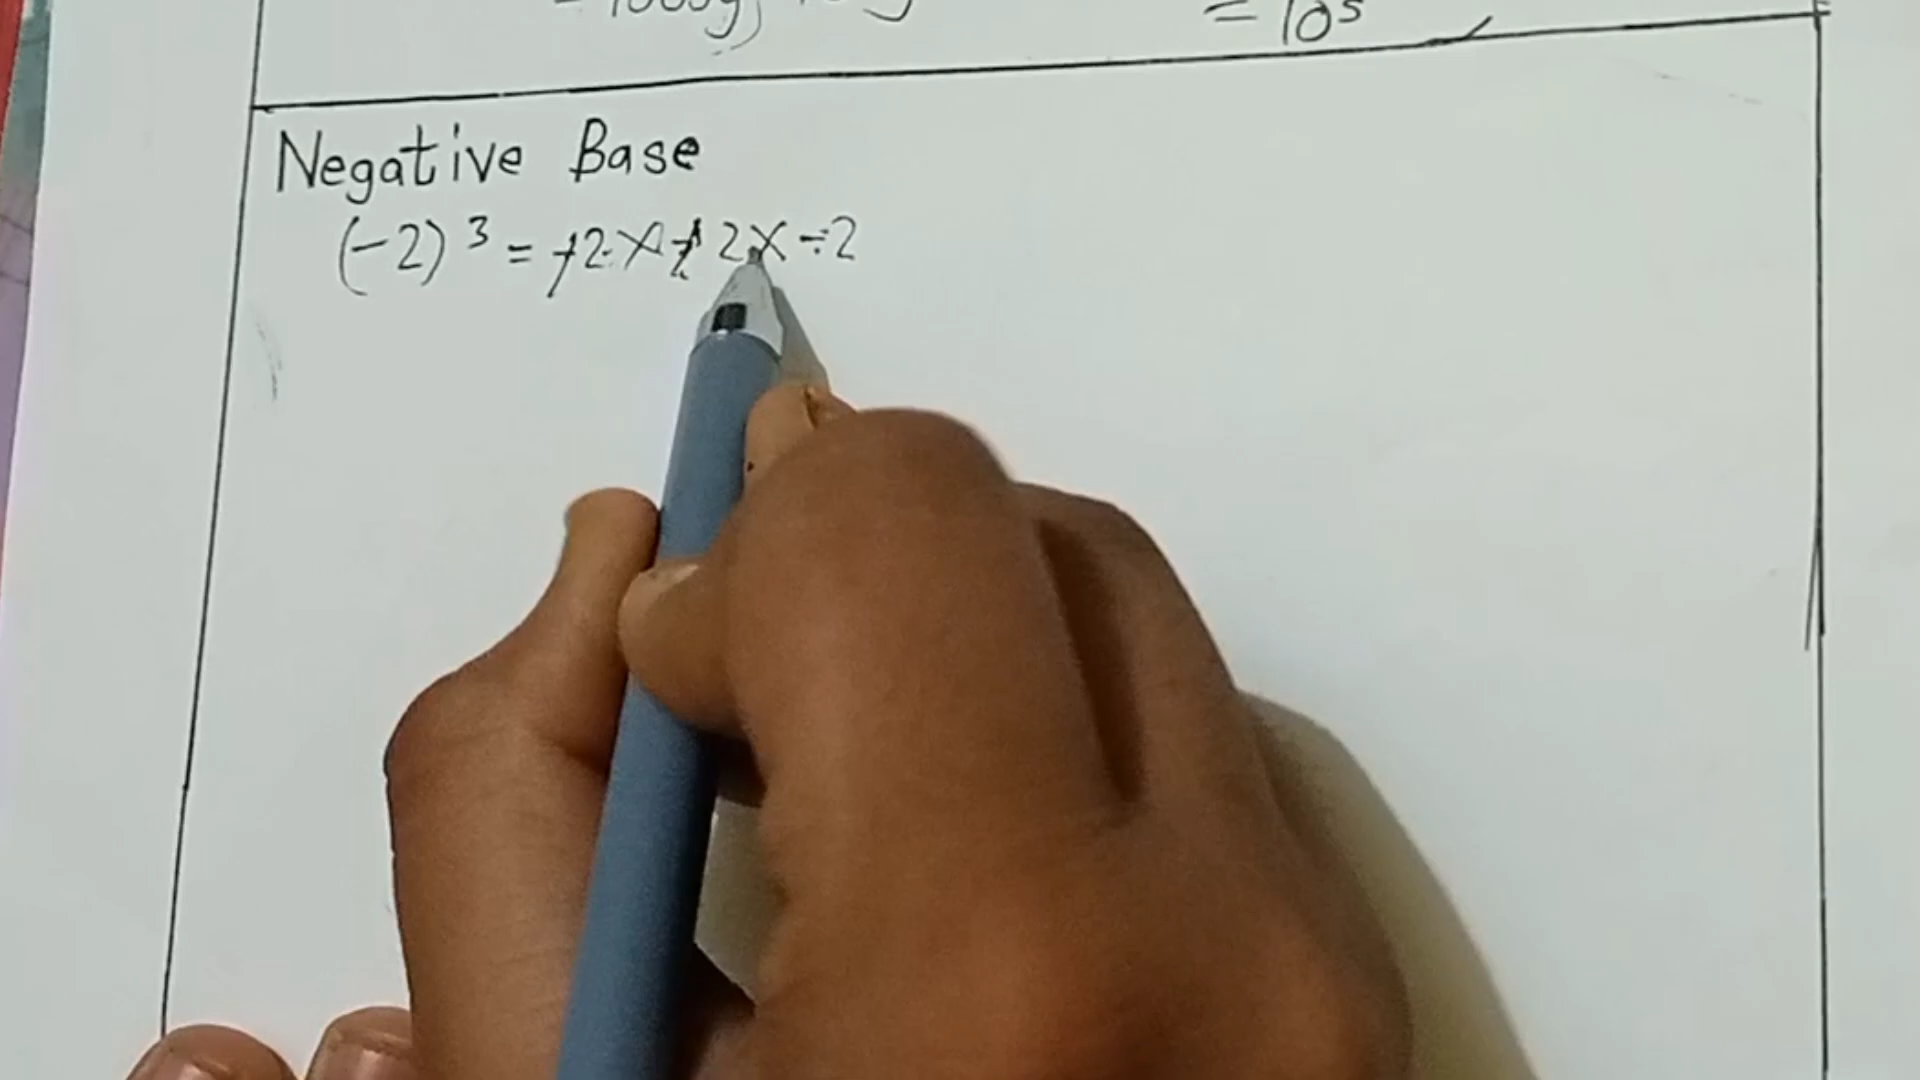 = 10⁵
Negative Base
(-2)³ = -2 × -2 × -2